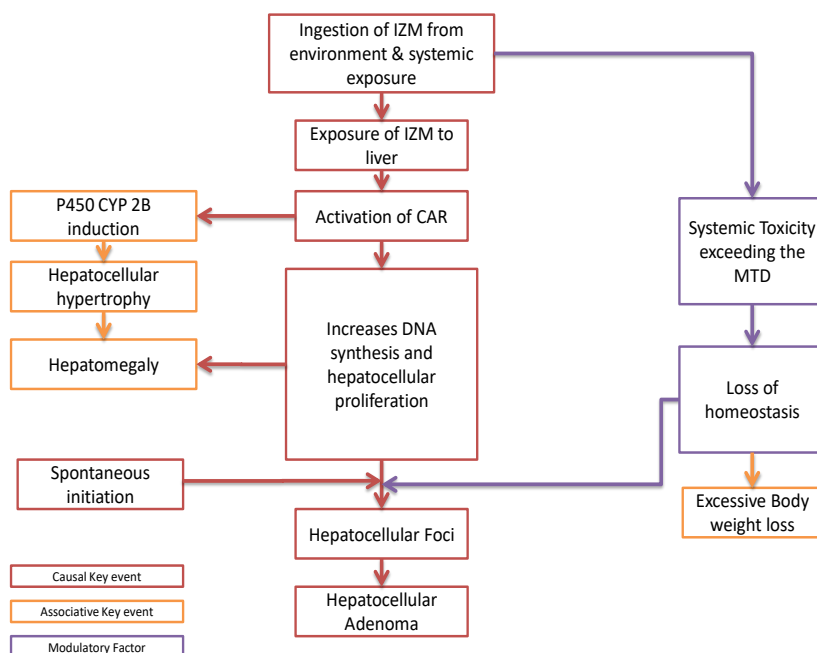 Ingestion of IZM from
environment & systemic
exposure
Exposure of IZM to
liver
P450 CYP 2B
induction
Activation of CAR
Systemic Toxicity
exceeding the
MTD
Hepatocellular
hypertrophy
Increases DNA
synthesis and
hepatocellular
proliferation
Hepatomegaly
Loss of
homeostasis
Spontaneous
initiation
Excessive Body
weight loss
Hepatocellular Foci
Hepatocellular
Adenoma
Causal Key event
Associative Key event
Modulatory Factor